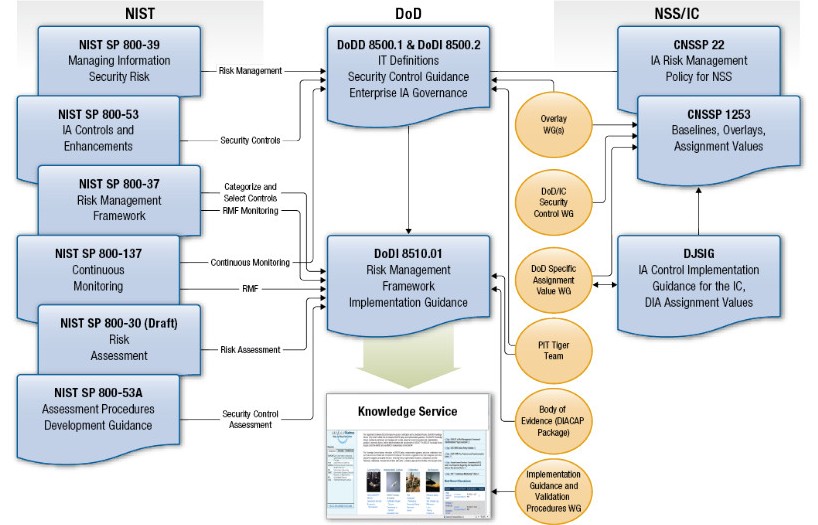 NIST
DoD
NSS/IC
NIST SP 800-39
Managing Information
Security Risk
NIST SP 800-53
IA Controls and
Enhancements
NIST SP 800-37
Risk Management
Framework
NIST SP 800-137
Continuous
Monitoring
NIST SP 800-30 (Draft)
Risk
Assessment
NIST SP 800-53A
Assessment Procedures
Development Guidance
Risk Management
Security Controls
Categorize and
Select Controls
RMF Monitoring
Continuous Monitoring
RMF
Risk Assessment
Security Control
Assessment
DoDD 8500.1 & DoDI 8500.2
IT Definitions
Security Control Guidance
Enterprise IA Governance
DoDI 8510.01
Risk Management
Framework
Implementation Guidance
Knowledge Service
Overlay
WG(s)
DoD/IC
Security
Control WG
DoD Specific
Assignment
Value WG
PIT Tiger
Team
Body of
Evidence (DIACAP
Package)
Implementation
Guidance and
Validation
Procedures WG
CNSSP 22
IA Risk Management
Policy for NSS
CNSSP 1253
Baselines, Overlays,
Assignment Values
DJSIG
IA Control Implementation
Guidance for the IC,
DIA Assignment Values